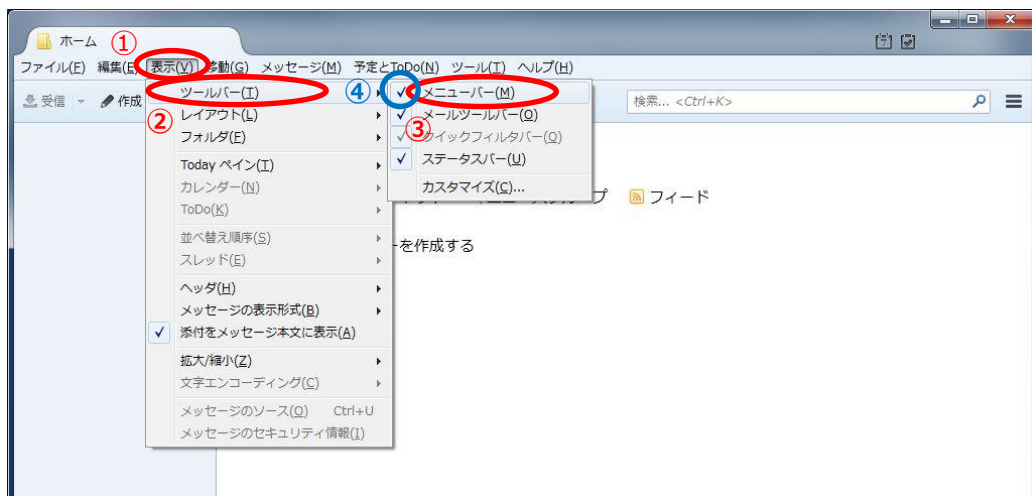 ホーム
①
ファイル(F) 編集(E) 表示(V) 移動(G) メッセージ(M) 予定とToDo(N) ツール(T) ヘルプ(H)
受信 作成
検索... <Ctrl+K>
ツールバー(T)
②
レイアウト(L)
フォルダ(F)
Today ペイン(T)
カレンダー(N)
ToDo(K)
並べ替え順序(S)
スレッド(E)
ヘッダ(H)
メッセージの表示形式(B)
添付をメッセージ本文に表示(A)
拡大/縮小(Z)
文字エンコーディング(C)
メッセージのソース(O) Ctrl+U
メッセージのセキュリティ情報(I)
④
メニューバー(M)
メールツールバー(O)
③
クイックフィルタバー(Q)
ステータスバー(U)
カスタマイズ(C)...
フィード
を作成する